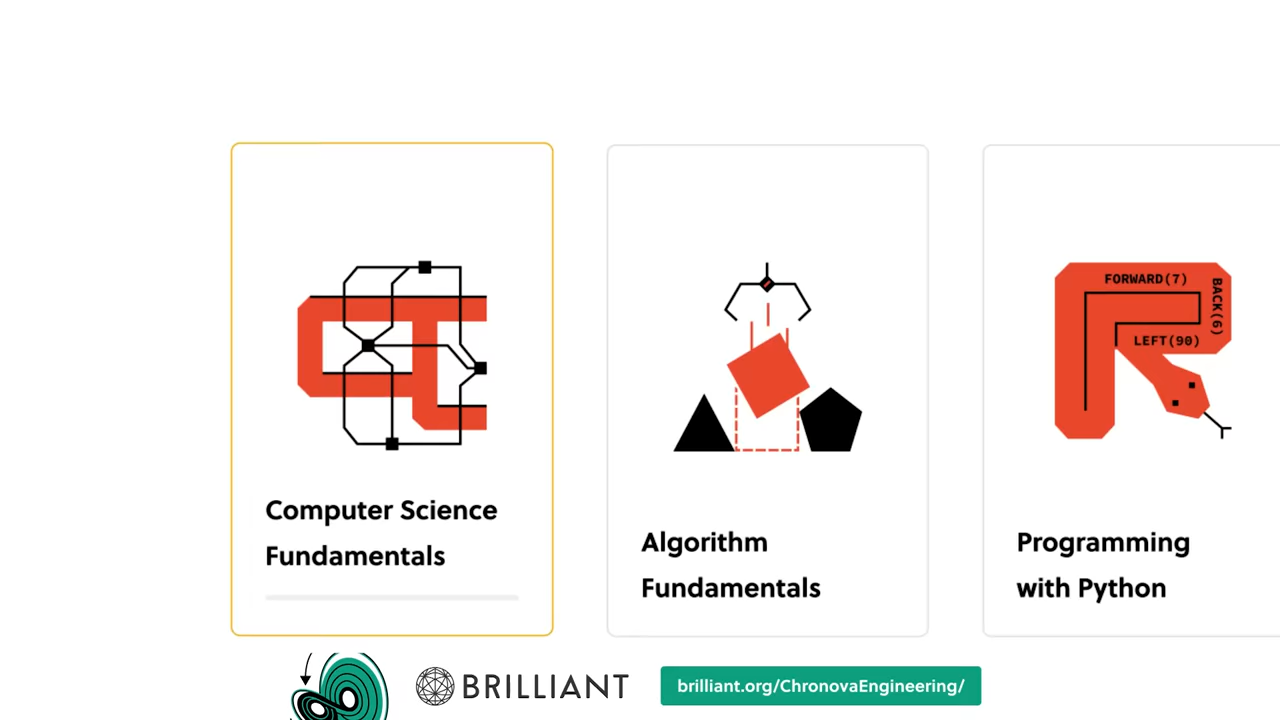 FORWARD(7)
BACK(6)
LEFT(90)
Computer Science
Fundamentals
Algorithm
Fundamentals
Programming
with Python
BRILLIANT
brilliant.org/ChronovaEngineering/